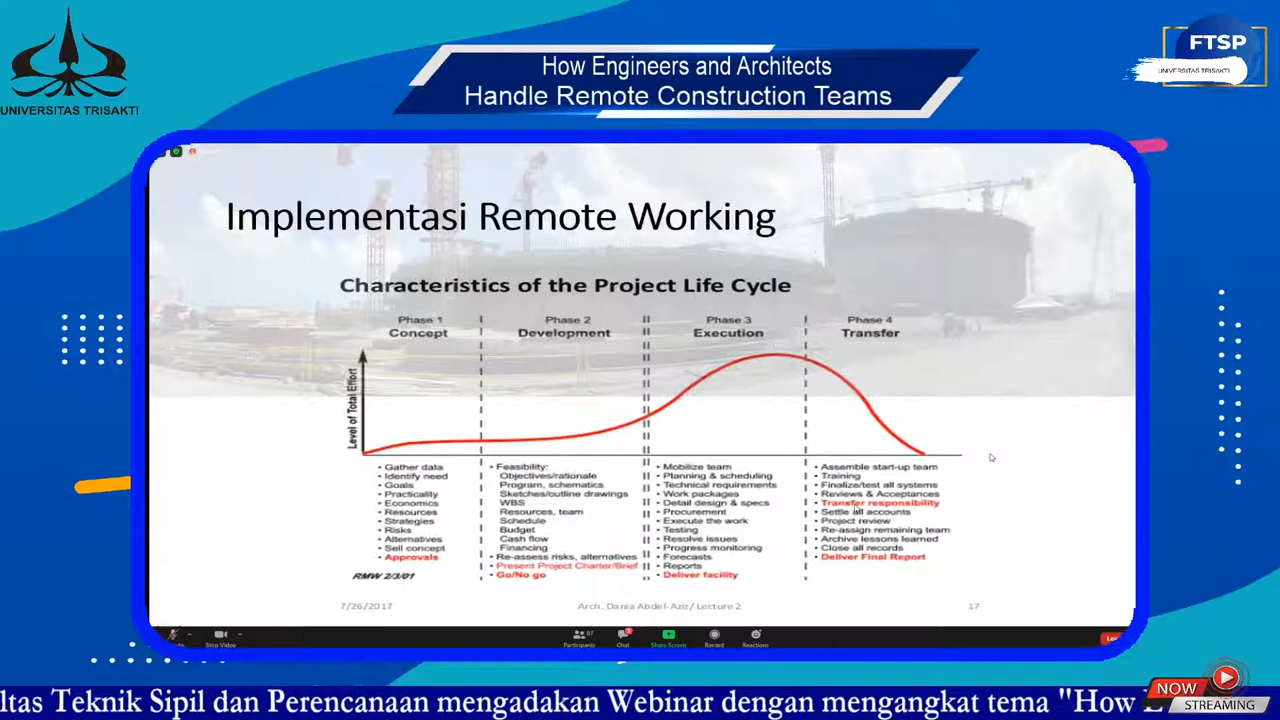 UNIVERSITAS TRISAKTI
How Engineers and Architects
Handle Remote Construction Teams
FTSP
UNIVERSITAS TRISAKTI
Implementasi Remote Working
Characteristics of the Project Life Cycle
Phase 1
Concept
Phase 2
Development
Phase 3
Execution
Phase 4
Transfer
Level of Total Effort
• Gather data
• Identify need
• Goals
• Practicality
• Economics
• Resources
• Strategies
• Risks
• Alternatives
• Sell concept
• Approvals
• Feasibility:
Objectives/rationale
Program, schematics
Sketches/outline drawings
WBS
Resources, team
Schedule
Budget
Cash flow
Financing
• Re-assess risks, alternatives
• Present Project Charter/Brief
• Go/No go
• Mobilize team
• Planning & scheduling
• Technical requirements
• Work packages
• Detail design & specs
• Procurement
• Execute the work
• Testing
• Resolve issues
• Progress monitoring
• Forecasts
• Reports
• Deliver facility
• Assemble start-up team
• Training
• Finalize/test all systems
• Reviews & Acceptances
• Transfer responsibility
• Settle all accounts
• Project review
• Re-assign remaining team
• Archive lessons learned
• Close all records
• Deliver Final Report
RMW 2/3/01
7/26/2017
Arch. Dania Abdel-Aziz/ Lecture 2
17
Stop Video
Participants
Chat
Share Screen
Record
Reactions
ltas Teknik Sipil dan Perencanaan mengadakan Webinar dengan mengangkat tema "How
NOW
STREAMING